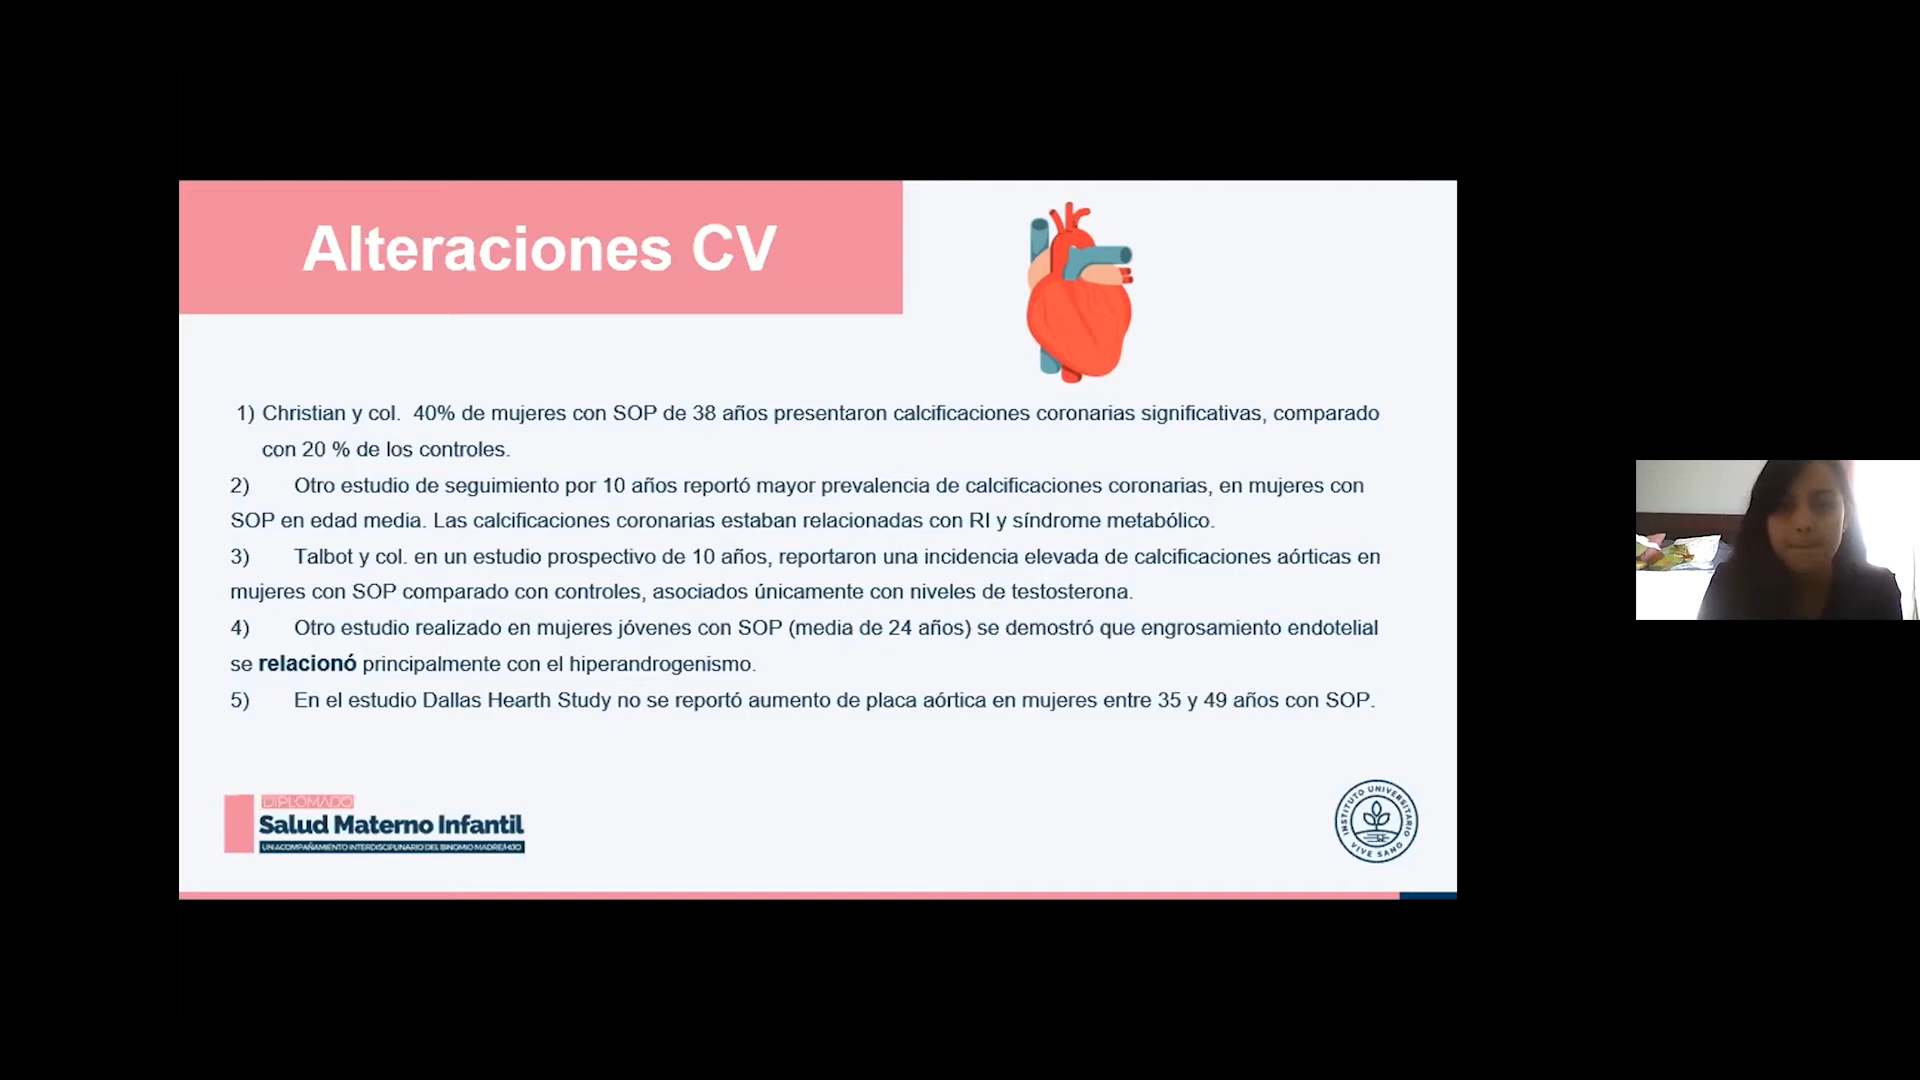 Alteraciones CV
1) Christian y col.  40% de mujeres con SOP de 38 años presentaron calcificaciones coronarias significativas, comparado
con 20 % de los controles.
2) Otro estudio de seguimiento por 10 años reportó mayor prevalencia de calcificaciones coronarias, en mujeres con
SOP en edad media. Las calcificaciones coronarias estaban relacionadas con RI y síndrome metabólico.
3) Talbot y col. en un estudio prospectivo de 10 años, reportaron una incidencia elevada de calcificaciones aórticas en
mujeres con SOP comparado con controles, asociados únicamente con niveles de testosterona.
4) Otro estudio realizado en mujeres jóvenes con SOP (media de 24 años) se demostró que engrosamiento endotelial
se relacionó principalmente con el hiperandrogenismo.
5) En el estudio Dallas Hearth Study no se reportó aumento de placa aórtica en mujeres entre 35 y 49 años con SOP.
DIPLOMADO
Salud Materno Infantil
UN ACOMPAÑAMIENTO INTERDISCIPLINARIO DEL BINOMIO MADRE/HIJO
INSTITUTO UNIVERSITARIO
VIVE SANO